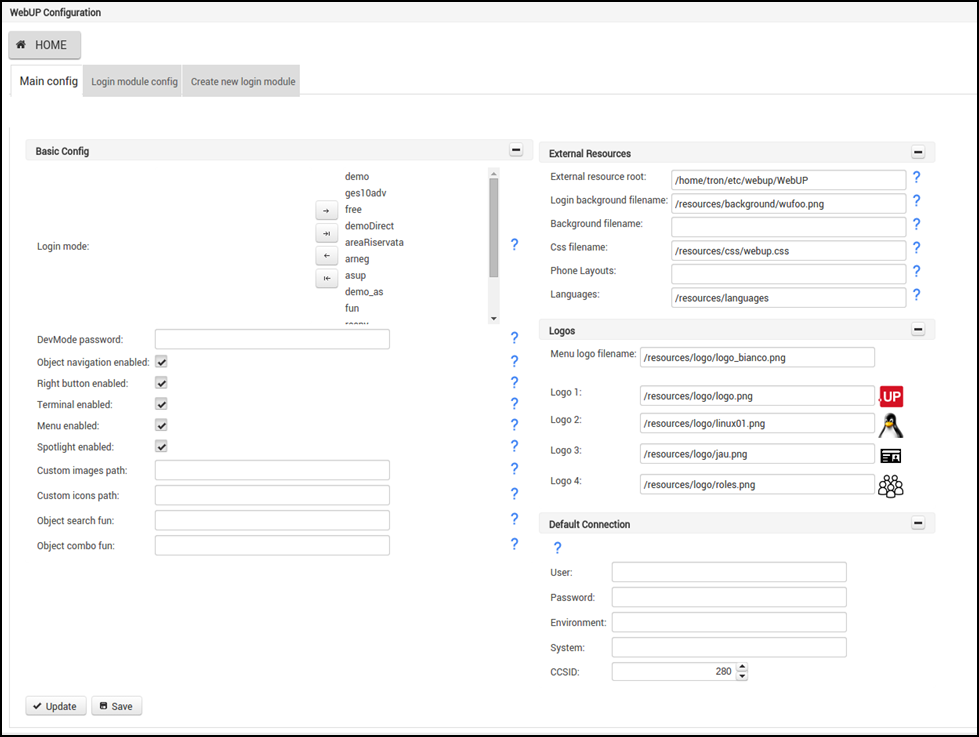 WebUP Configuration
HOME
Main config
Login module config
Create new login module
Basic Config
Login mode:
demo
ges10adv
free
demoDirect
areaRiservata
arneg
asup
demo_as
fun
?
DevMode password:
?
Object navigation enabled:
?
Right button enabled:
?
Terminal enabled:
?
Menu enabled:
?
Spotlight enabled:
?
Custom images path:
?
Custom icons path:
?
Object search fun:
?
Object combo fun:
?
External Resources
External resource root: /home/tron/etc/webup/WebUP ?
Login background filename: /resources/background/wufoo.png ?
Background filename: ?
Css filename: /resources/css/webup.css ?
Phone Layouts: ?
Languages: /resources/languages ?
Logos
Menu logo filename: /resources/logo/logo_bianco.png
Logo 1: /resources/logo/logo.png .UP
Logo 2: /resources/logo/linux01.png
Logo 3: /resources/logo/jau.png
Logo 4: /resources/logo/roles.png
Default Connection
?
User:
Password:
Environment:
System:
CCSID: 280
Update
Save